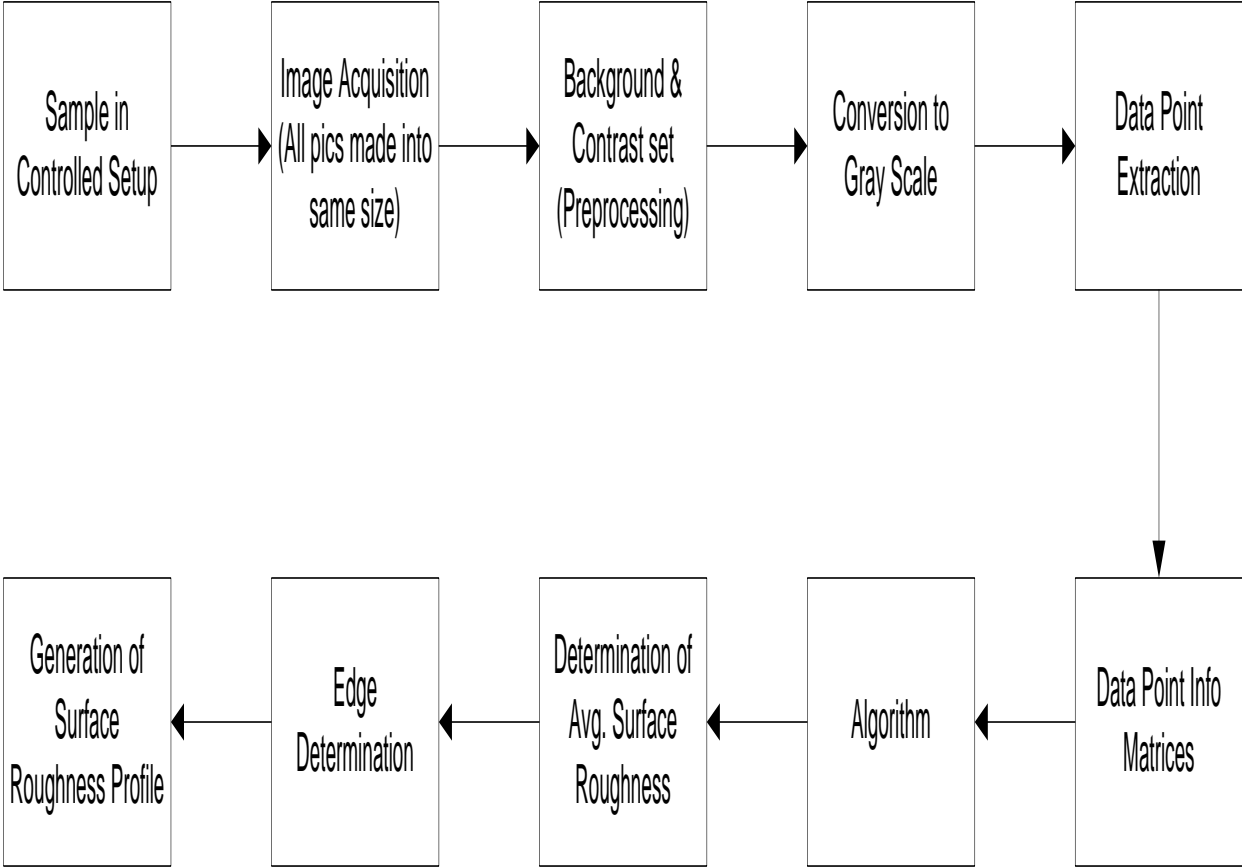 Sample in
Controlled Setup
Image Acquisition
(All pics made into
same size)
Background &
Contrast set
(Preprocessing)
Conversion to
Gray Scale
Data Point
Extraction
Data Point Info
Matrices
Algorithm
Determination of
Avg. Surface
Roughness
Edge
Determination
Generation of
Surface
Roughness Profile